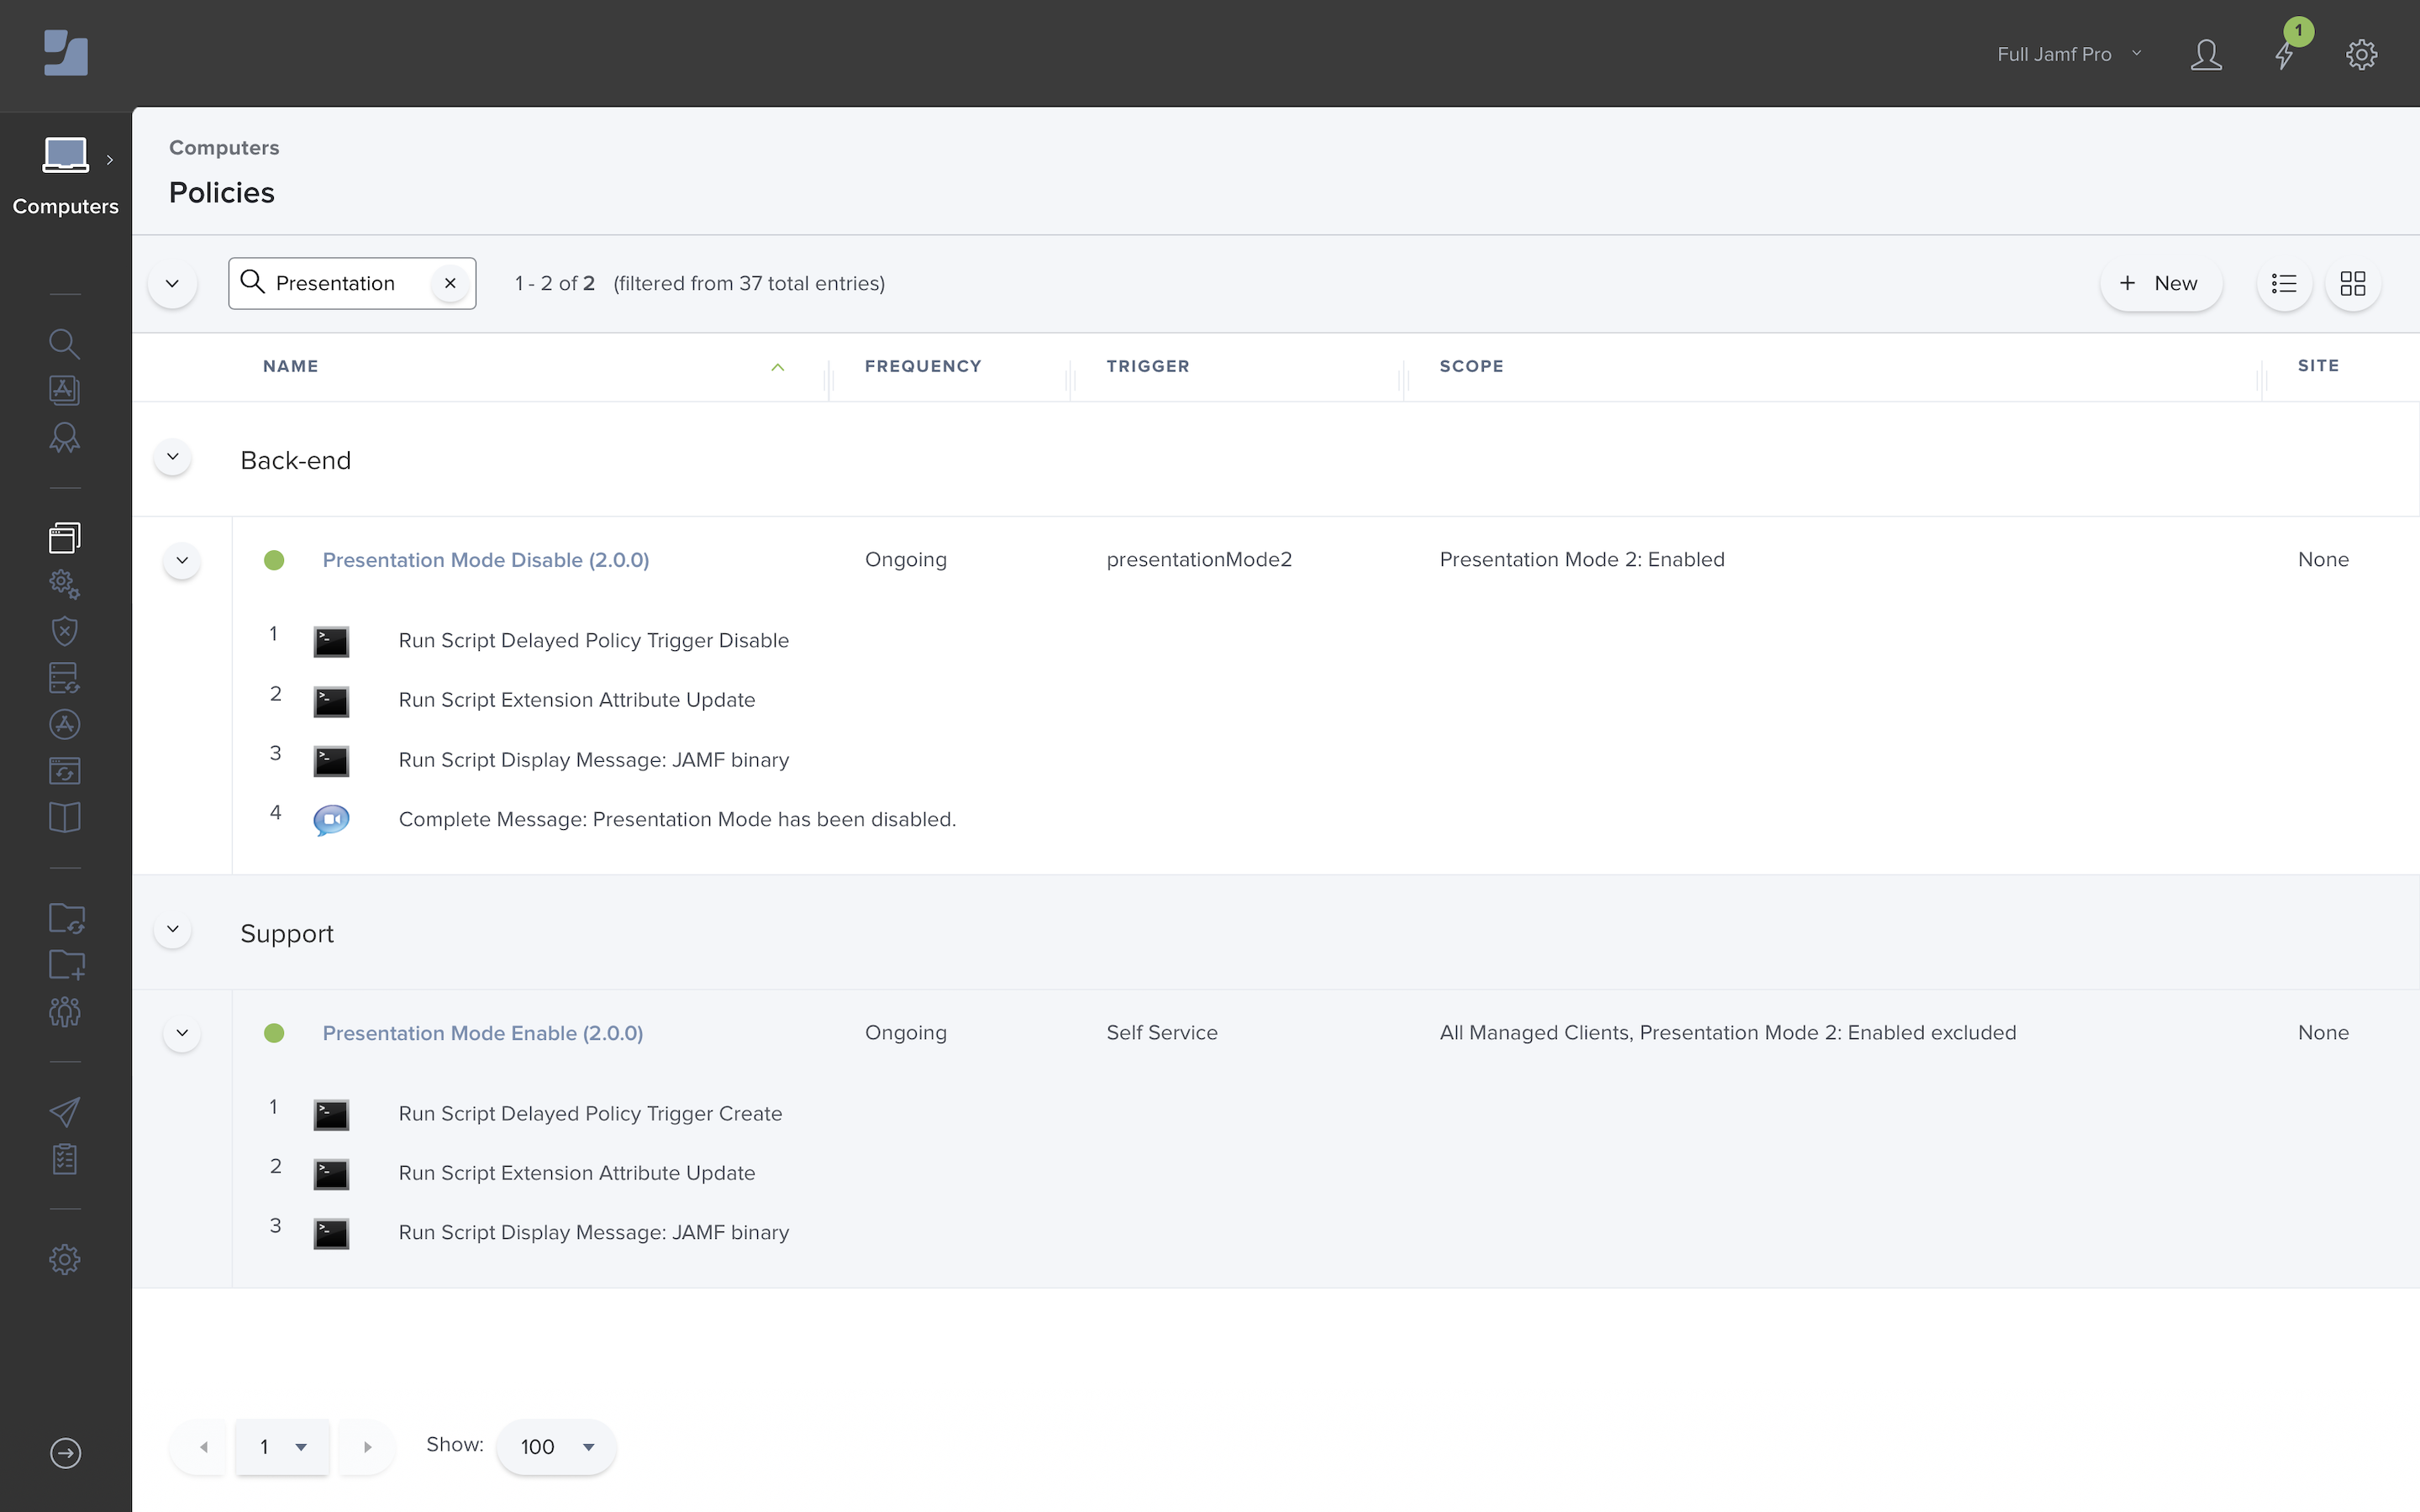 Full Jamf Pro
1
Computers
Computers
Policies
Presentation
1 - 2 of 2 (filtered from 37 total entries)
New
NAME FREQUENCY TRIGGER SCOPE SITE
Back-end
Presentation Mode Disable (2.0.0) Ongoing presentationMode2 Presentation Mode 2: Enabled None
1 Run Script Delayed Policy Trigger Disable
2 Run Script Extension Attribute Update
3 Run Script Display Message: JAMF binary
4 Complete Message: Presentation Mode has been disabled.
Support
Presentation Mode Enable (2.0.0) Ongoing Self Service All Managed Clients, Presentation Mode 2: Enabled excluded None
1 Run Script Delayed Policy Trigger Create
2 Run Script Extension Attribute Update
3 Run Script Display Message: JAMF binary
1 Show: 100